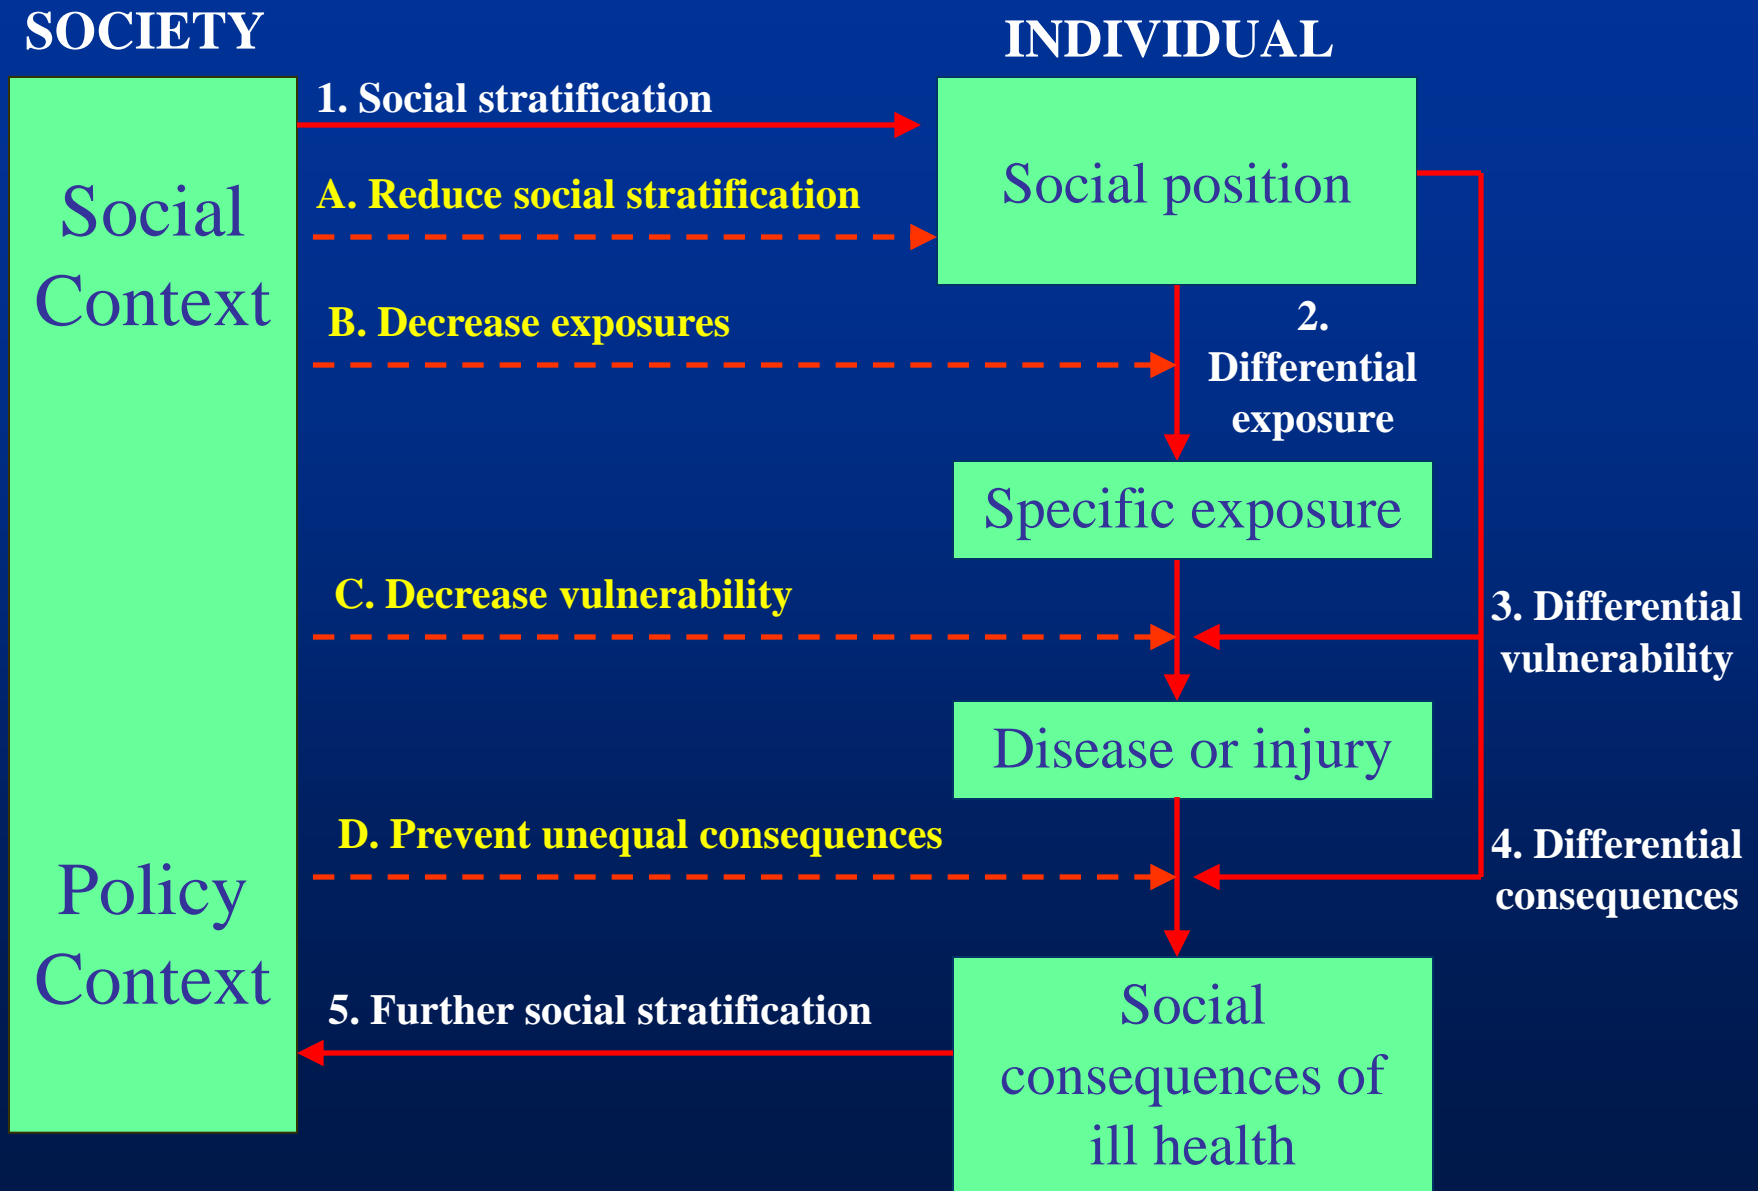 SOCIETY
INDIVIDUAL
Social
Context
Policy
Context
1. Social stratification
A. Reduce social stratification
B. Decrease exposures
C. Decrease vulnerability
D. Prevent unequal consequences
5. Further social stratification
Social position
2.
Differential
exposure
Specific exposure
3. Differential
vulnerability
Disease or injury
4. Differential
consequences
Social
consequences of
ill health